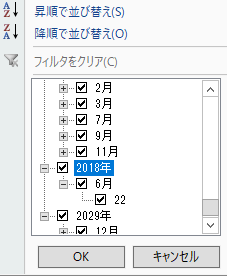 昇順で並び替え(S)
降順で並び替え(O)
フィルタをクリア(C)
2月
3月
7月
9月
11月
2018年
6月
22
2029年
12月
OK
キャンセル